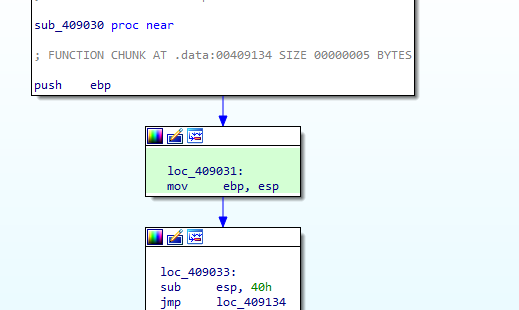 sub_409030 proc near
; FUNCTION CHUNK AT .data:00409134 SIZE 00000005 BYTES
push    ebp
loc_409031:
mov     ebp, esp
loc_409033:
sub     esp, 40h
jmp     loc_409134